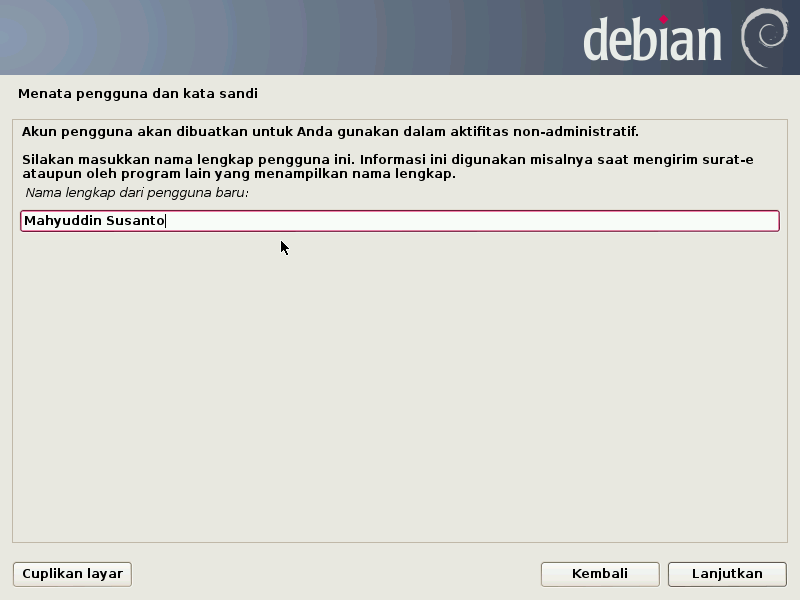 debian
Menata pengguna dan kata sandi
Akun pengguna akan dibuatkan untuk Anda gunakan dalam aktifitas non-administratif.
Silakan masukkan nama lengkap pengguna ini. Informasi ini digunakan misalnya saat mengirim surat-e
ataupun oleh program lain yang menampilkan nama lengkap.
Nama lengkap dari pengguna baru:
Mahyuddin Susanto
Cuplikan layar
Kembali
Lanjutkan